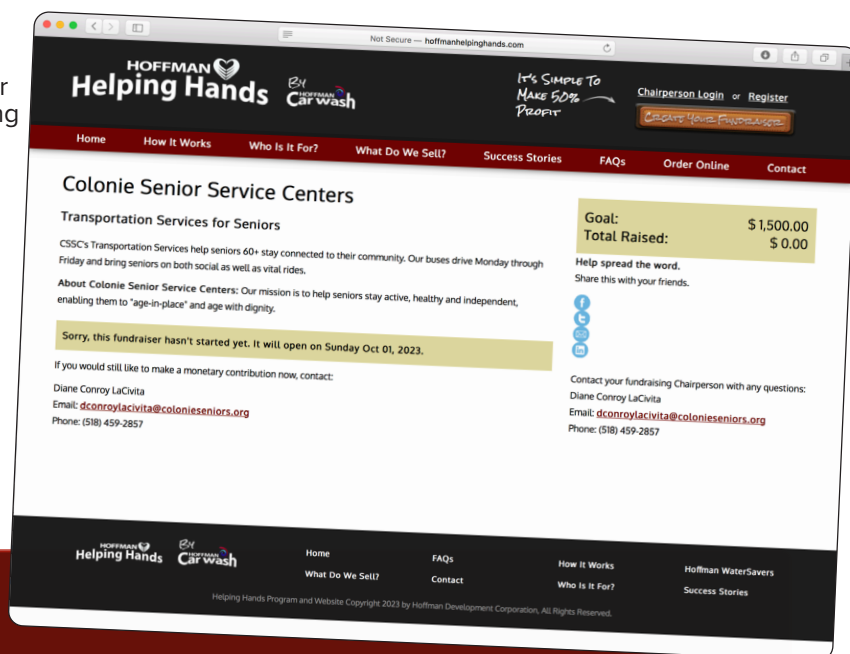 r
ng
Not Secure — hoffmanhelpinghands.com
HOFFMAN
Helping Hands
By
HOFFMAN
Car wash
It's Simple To
Make 50%
Profit
Chairperson Login or Register
Create Your Fundraiser
Home How It Works Who Is It For? What Do We Sell? Success Stories FAQs Order Online Contact
Colonie Senior Service Centers
Transportation Services for Seniors
CSSC's Transportation Services help seniors 60+ stay connected to their community. Our buses drive Monday through
Friday and bring seniors on both social as well as vital rides.
About Colonie Senior Service Centers: Our mission is to help seniors stay active, healthy and independent,
enabling them to "age-in-place" and age with dignity.
Sorry, this fundraiser hasn't started yet. It will open on Sunday Oct 01, 2023.
If you would still like to make a monetary contribution now, contact:
Diane Conroy LaCivita
Email: dconroylacivita@colonieseniors.org
Phone: (518) 459-2857
Goal: $ 1,500.00
Total Raised: $ 0.00
Help spread the word.
Share this with your friends.
Contact your fundraising Chairperson with any questions:
Diane Conroy LaCivita
Email: dconroylacivita@colonieseniors.org
Phone: (518) 459-2857
HOFFMAN
Helping Hands
By
HOFFMAN
Car wash
Home FAQs How It Works Hoffman WaterSavers
What Do We Sell? Contact Who Is It For? Success Stories
Helping Hands Program and Website Copyright 2023 by Hoffman Development Corporation, All Rights Reserved.